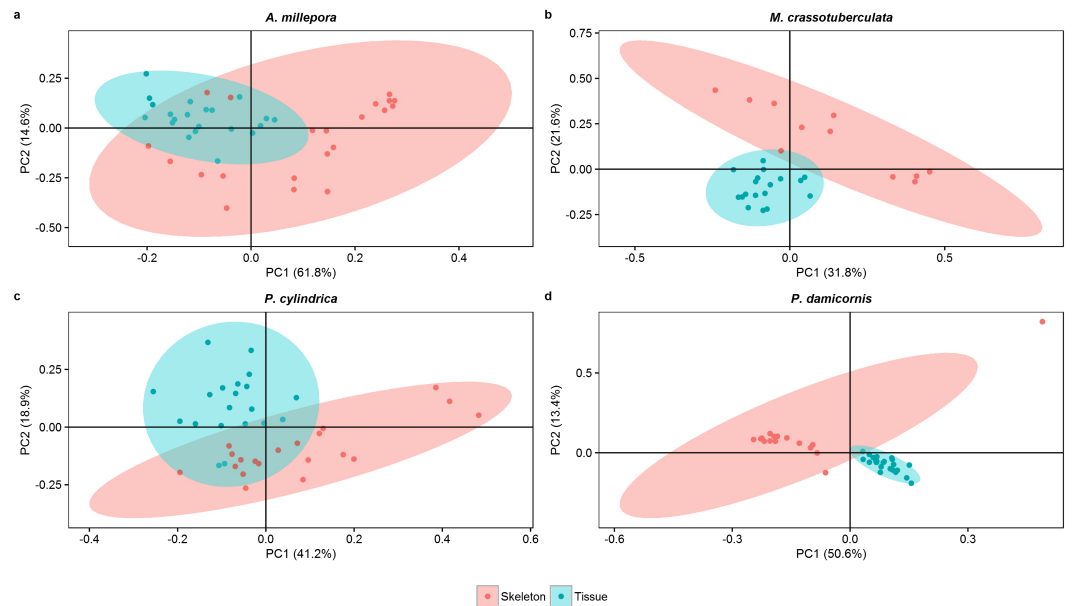 a
A. millepora
0.25
0.00
-0.25
-0.50
PC2 (14.6%)
-0.2
0.0
0.2
0.4
PC1 (61.8%)
b
M. crassotuberculata
0.75
0.50
0.25
0.00
-0.25
PC2 (21.6%)
-0.5
0.0
0.5
PC1 (31.8%)
c
P. cylindrica
0.25
0.00
-0.25
PC2 (18.9%)
-0.4
-0.2
0.0
0.2
0.4
0.6
PC1 (41.2%)
d
P. damicornis
0.5
0.0
PC2 (13.4%)
-0.6
-0.3
0.0
0.3
PC1 (50.6%)
Skeleton
Tissue